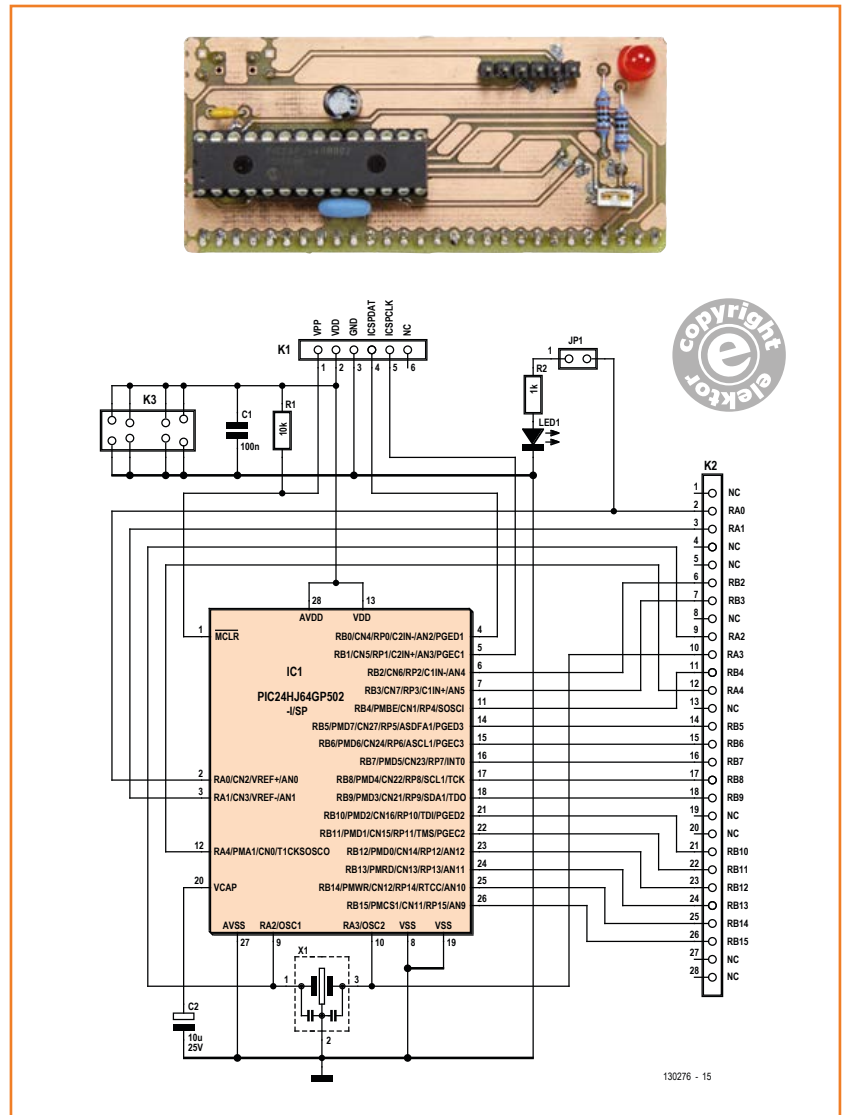 VPP
VDD
GND
ICSPDAT
ICSPCLK
NC
K1
1 2 3 4 5 6
K3
C1
100n
R1
10k
R2
1k
LED1
1
JP1
copyright
e
elektor
K2
1 NC
2 RA0
3 RA1
4 NC
5 NC
6 RB2
7 RB3
8 NC
9 RA2
10 RA3
11 RB4
12 RA4
13 NC
14 RB5
15 RB6
16 RB7
17 RB8
18 RB9
19 NC
20 NC
21 RB10
22 RB11
23 RB12
24 RB13
25 RB14
26 RB15
27 NC
28 NC
28 13
AVDD VDD
1 MCLR
IC1
PIC24HJ64GP502
-I/SP
RB0/CN4/RP0/C2IN-/AN2/PGED1 4
RB1/CN5/RP1/C2IN+/AN3/PGEC1 5
RB2/CN6/RP2/C1IN-/AN4 6
RB3/CN7/RP3/C1IN+/AN5 7
RB4/PMBE/CN1/RP4/SOSCI 11
RB5/PMD7/CN27/RP5/ASDFA1/PGED3 14
RB6/PMD6/CN24/RP6/ASCL1/PGEC3 15
RB7/PMD5/CN23/RP7/INT0 16
2 RA0/CN2/VREF+/AN0
RB8/PMD4/CN22/RP8/SCL1/TCK 17
3 RA1/CN3/VREF-/AN1
RB9/PMD3/CN21/RP9/SDA1/TDO 18
RB10/PMD2/CN16/RP10/TDI/PGED2 21
RB11/PMD1/CN15/RP11/TMS/PGEC2 22
12 RA4/PMA1/CN0/T1CKSOSCO
RB12/PMD0/CN14/RP12/AN12 23
RB13/PMRD/CN13/RP13/AN11 24
20 VCAP
RB14/PMWR/CN12/RP14/RTCC/AN10 25
RB15/PMCS1/CN11/RP15/AN9 26
AVSS RA2/OSC1 RA3/OSC2 VSS VSS
27 9 10 8 19
X1
1 3
2
C2
10u
25V
130276 - 15